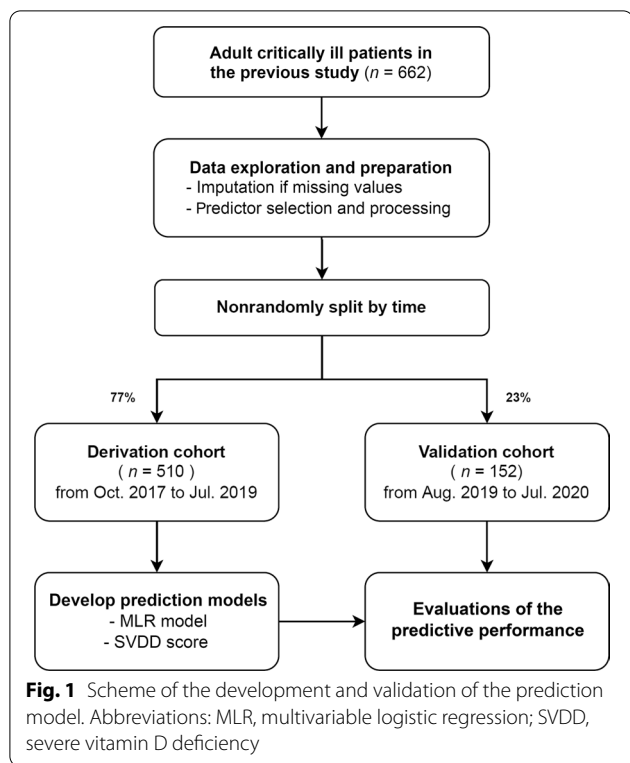 Adult critically ill patients in
the previous study (n = 662)
Data exploration and preparation
- Imputation if missing values
- Predictor selection and processing
Nonrandomly split by time
77%
23%
Derivation cohort
( n = 510 )
from Oct. 2017 to Jul. 2019
Validation cohort
( n = 152)
from Aug. 2019 to Jul. 2020
Develop prediction models
- MLR model
- SVDD score
Evaluations of the
predictive performance
Fig. 1 Scheme of the development and validation of the prediction
model. Abbreviations: MLR, multivariable logistic regression; SVDD,
severe vitamin D deficiency